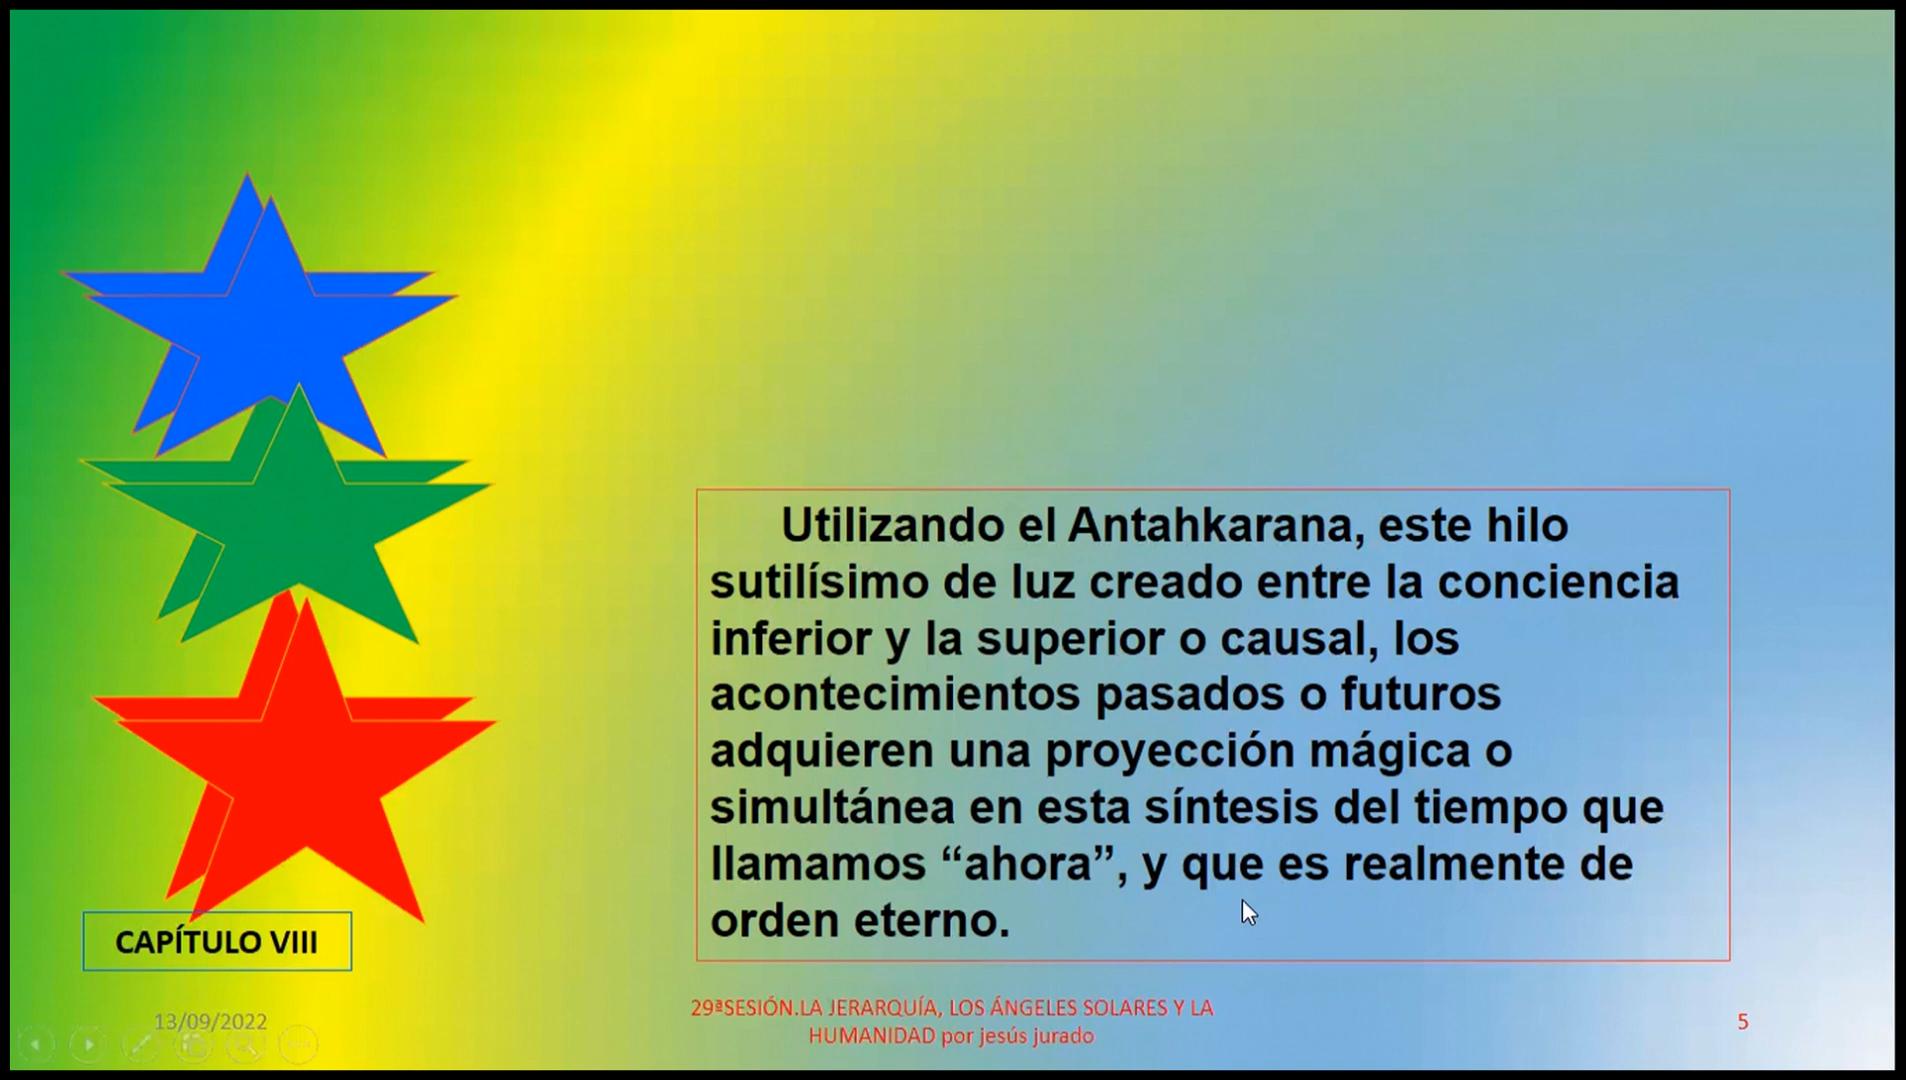 Utilizando el Antahkarana, este hilo
sutilísimo de luz creado entre la conciencia
inferior y la superior o causal, los
acontecimientos pasados o futuros
adquieren una proyección mágica o
simultánea en esta síntesis del tiempo que
llamamos “ahora”, y que es realmente de
orden eterno.
CAPÍTULO VIII
13/09/2022
29ªSESIÓN.LA JERARQUÍA, LOS ÁNGELES SOLARES Y LA
HUMANIDAD por jesús jurado
5